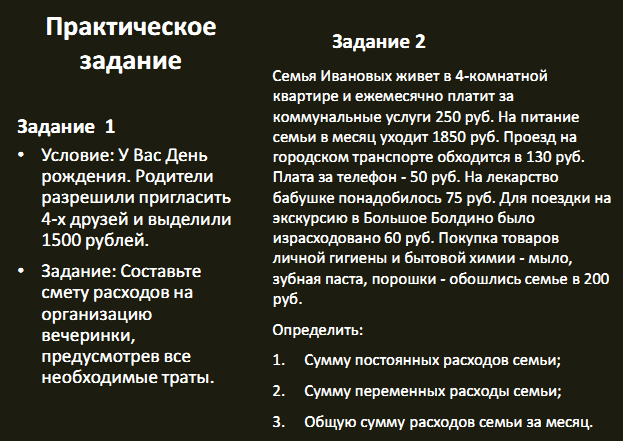 Практическое
задание
Задание 1
• Условие: У Вас День
рождения. Родители
разрешили пригласить
4-х друзей и выделили
1500 рублей.
• Задание: Составьте
смету расходов на
организацию
вечеринки,
предусмотрев все
необходимые траты.
Задание 2
Семья Ивановых живет в 4-комнатной
квартире и ежемесячно платит за
коммунальные услуги 250 руб. На питание
семьи в месяц уходит 1850 руб. Проезд на
городском транспорте обходится в 130 руб.
Плата за телефон - 50 руб. На лекарство
бабушке понадобилось 75 руб. Для поездки на
экскурсию в Большое Болдино было
израсходовано 60 руб. Покупка товаров
личной гигиены и бытовой химии - мыло,
зубная паста, порошки - обошлись семье в 200
руб.
Определить:
1. Сумму постоянных расходов семьи;
2. Сумму переменных расходы семьи;
3. Общую сумму расходов семьи за месяц.